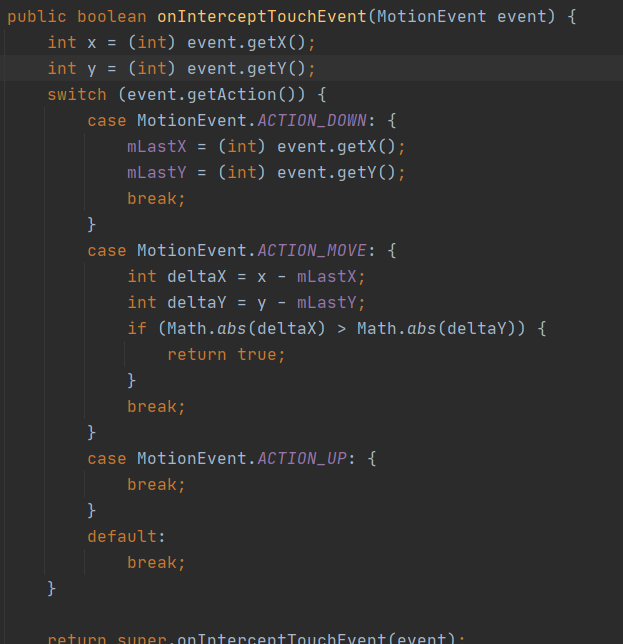 public boolean onInterceptTouchEvent(MotionEvent event) {
int x = (int) event.getX();
int y = (int) event.getY();
switch (event.getAction()) {
case MotionEvent.ACTION_DOWN: {
mLastX = (int) event.getX();
mLastY = (int) event.getY();
break;
}
case MotionEvent.ACTION_MOVE: {
int deltaX = x - mLastX;
int deltaY = y - mLastY;
if (Math.abs(deltaX) > Math.abs(deltaY)) {
return true;
}
break;
}
case MotionEvent.ACTION_UP: {
break;
}
default:
break;
}
return super.onInterceptTouchEvent(event);